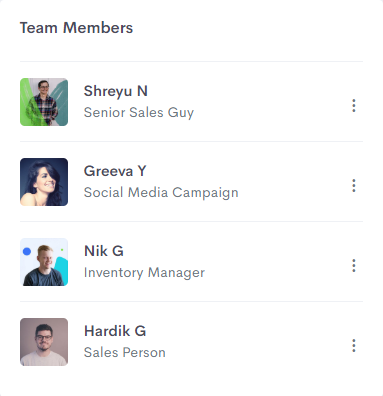 Team Members
Shreyu N
Senior Sales Guy
Greeva Y
Social Media Campaign
Nik G
Inventory Manager
Hardik G
Sales Person